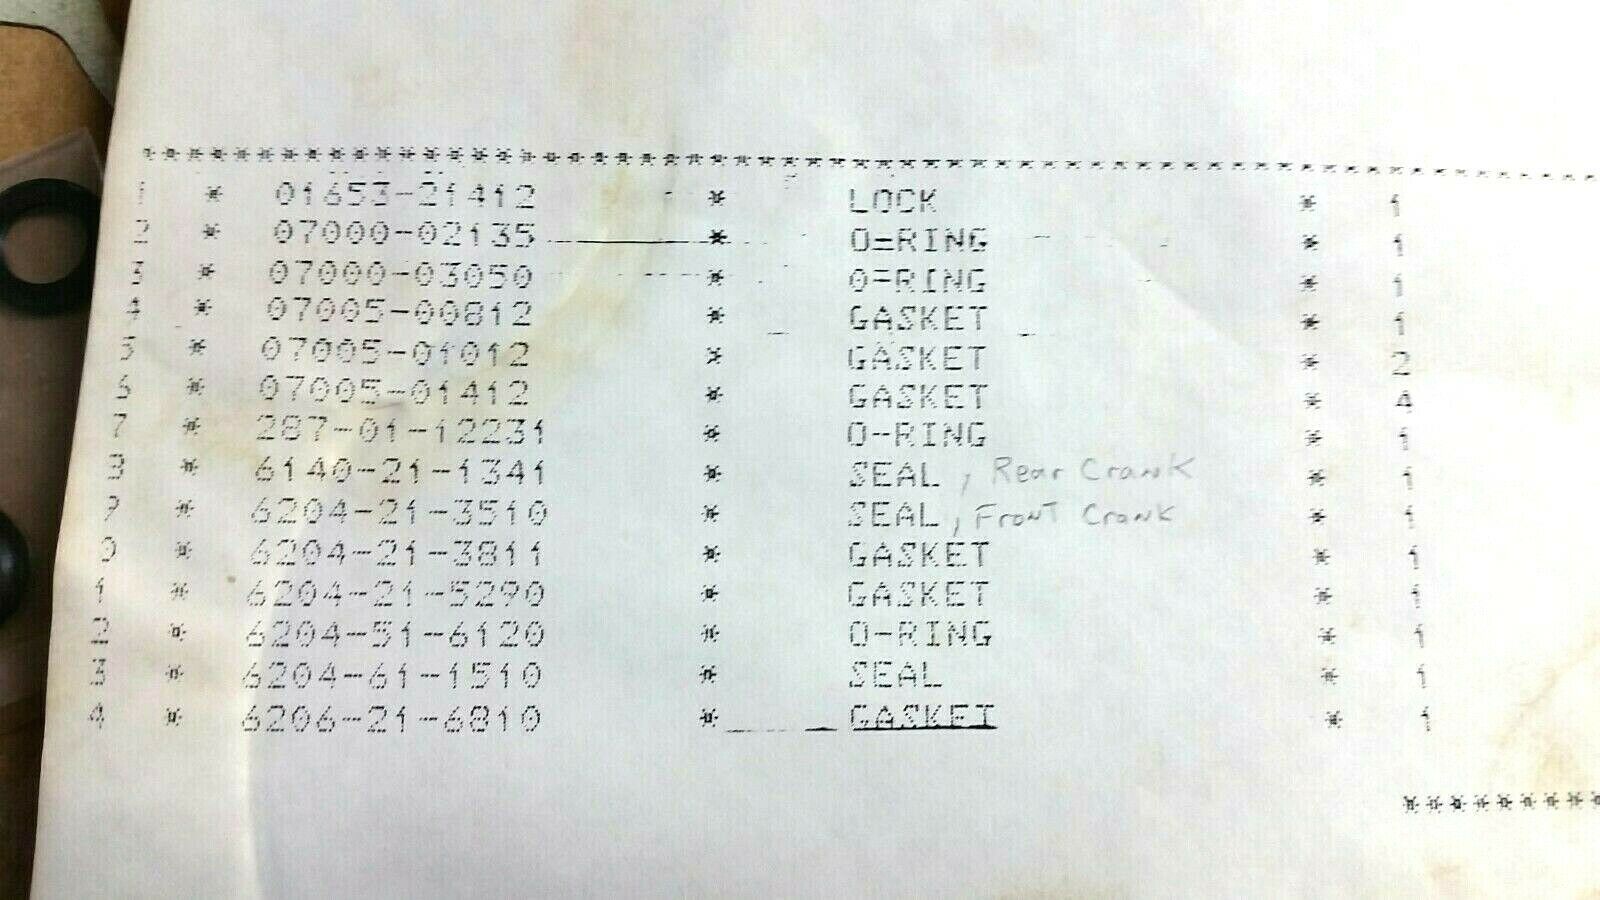 ************************************************************
1 * 01653-21412 * LOCK * 1
2 * 07000-02135 * O-RING * 1
3 * 07000-03050 * O-RING * 1
4 * 07005-00812 * GASKET * 1
5 * 07005-01012 * GASKET * 2
6 * 07005-01412 * GASKET * 4
7 * 287-01-12231 * O-RING * 1
8 * 6140-21-1341 * SEAL , Rear Crank * 1
9 * 6204-21-3510 * SEAL , Front Crank * 1
0 * 6204-21-3811 * GASKET * 1
1 * 6204-21-5290 * GASKET * 1
2 * 6204-51-6120 * O-RING * 1
3 * 6204-61-1510 * SEAL * 1
4 * 6206-21-6810 * GASKET * 1
*********